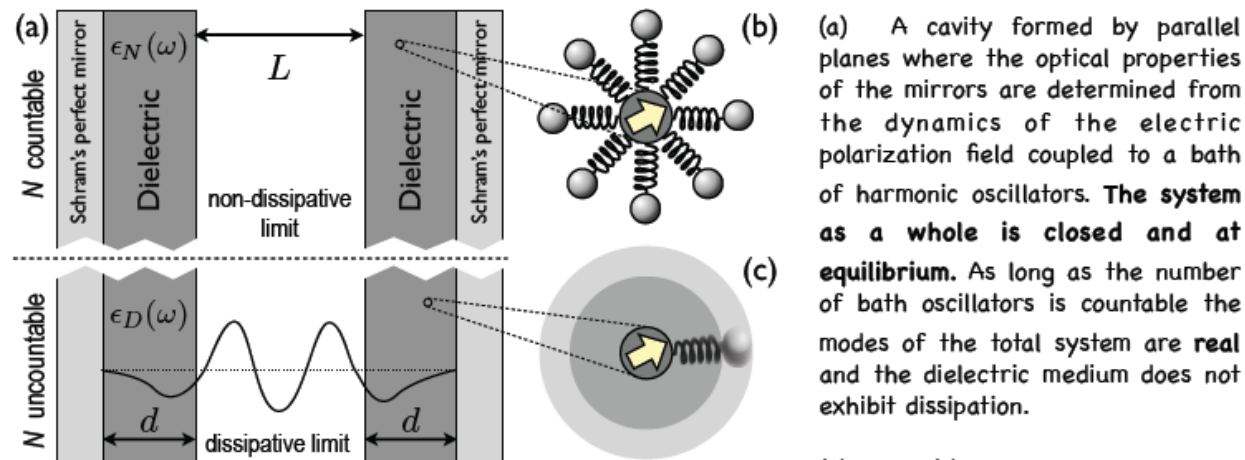 (a)
N countable
Schram's perfect mirror
ϵ_N(ω)
Dielectric
L
non-dissipative
limit
Dielectric
Schram's perfect mirror
(b)
N uncountable
ϵ_D(ω)
d
dissipative limit
d
(c)
(a) A cavity formed by parallel
planes where the optical properties
of the mirrors are determined from
the dynamics of the electric
polarization field coupled to a bath
of harmonic oscillators. The system
as a whole is closed and at
equilibrium. As long as the number
of bath oscillators is countable the
modes of the total system are real
and the dielectric medium does not
exhibit dissipation.